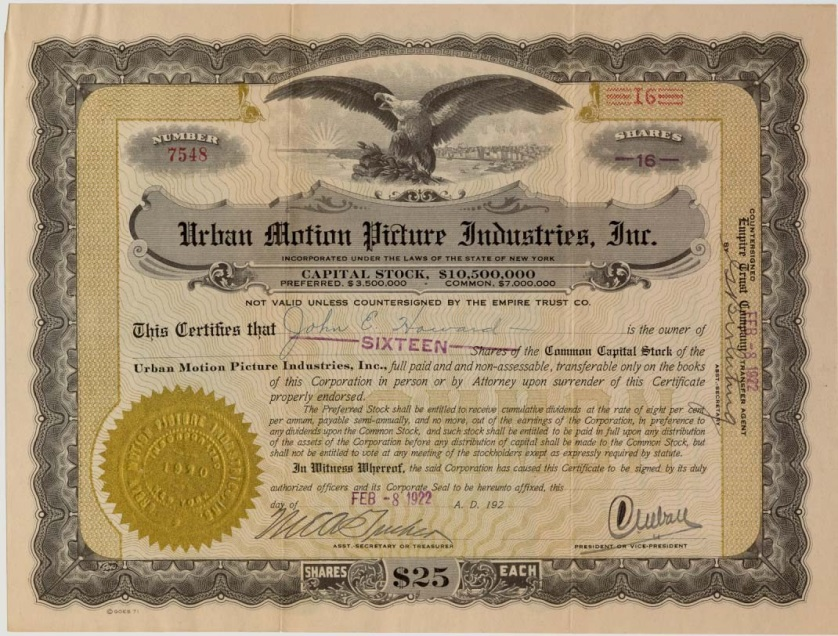 16
NUMBER
7548
SHARES
16
Urban Motion Picture Industries, Inc.
INCORPORATED UNDER THE LAWS OF THE STATE OF NEW YORK
CAPITAL STOCK, $10,500,000
PREFERRED. $3,500,000 - COMMON, $7,000,000
NOT VALID UNLESS COUNTERSIGNED BY THE EMPIRE TRUST CO.
This Certifies that John E. Howard is the owner of
SIXTEEN Shares of the Common Capital Stock of the
Urban Motion Picture Industries, Inc., full paid and and non-assessable, transferable only on the books
of this Corporation in person or by Attorney upon surrender of this Certificate
properly endorsed.
The Preferred Stock shall be entitled to receive cumulative dividends at the rate of eight per cent
per annum, payable semi-annually, and no more, out of the earnings of the Corporation, in preference to
any dividends upon the Common Stock, and such stock shall be entitled to be paid in full upon any distribution
of the assets of the Corporation before any distribution of capital shall be made to the Common Stock, but
shall not be entitled to vote at any meeting of the stockholders exept as expressly required by statute.
In Witness Whereof, the said Corporation has caused this Certificate to be signed by its duly
authorized officers and its Corporate Seal to be hereunto affixed, this
day of FEB -8 1922 A. D. 192
ASST. SECRETARY OR TREASURER
PRESIDENT OR VICE-PRESIDENT
COUNTERSIGNED
Empire Trust Company TRANSFER AGENT
BY
ASST. SECRETARY
FEB -8 1922
URBAN MOTION PICTURE INDUSTRIES
INCORPORATED
1920
NEW YORK
SHARES $25 EACH
© GOES 71